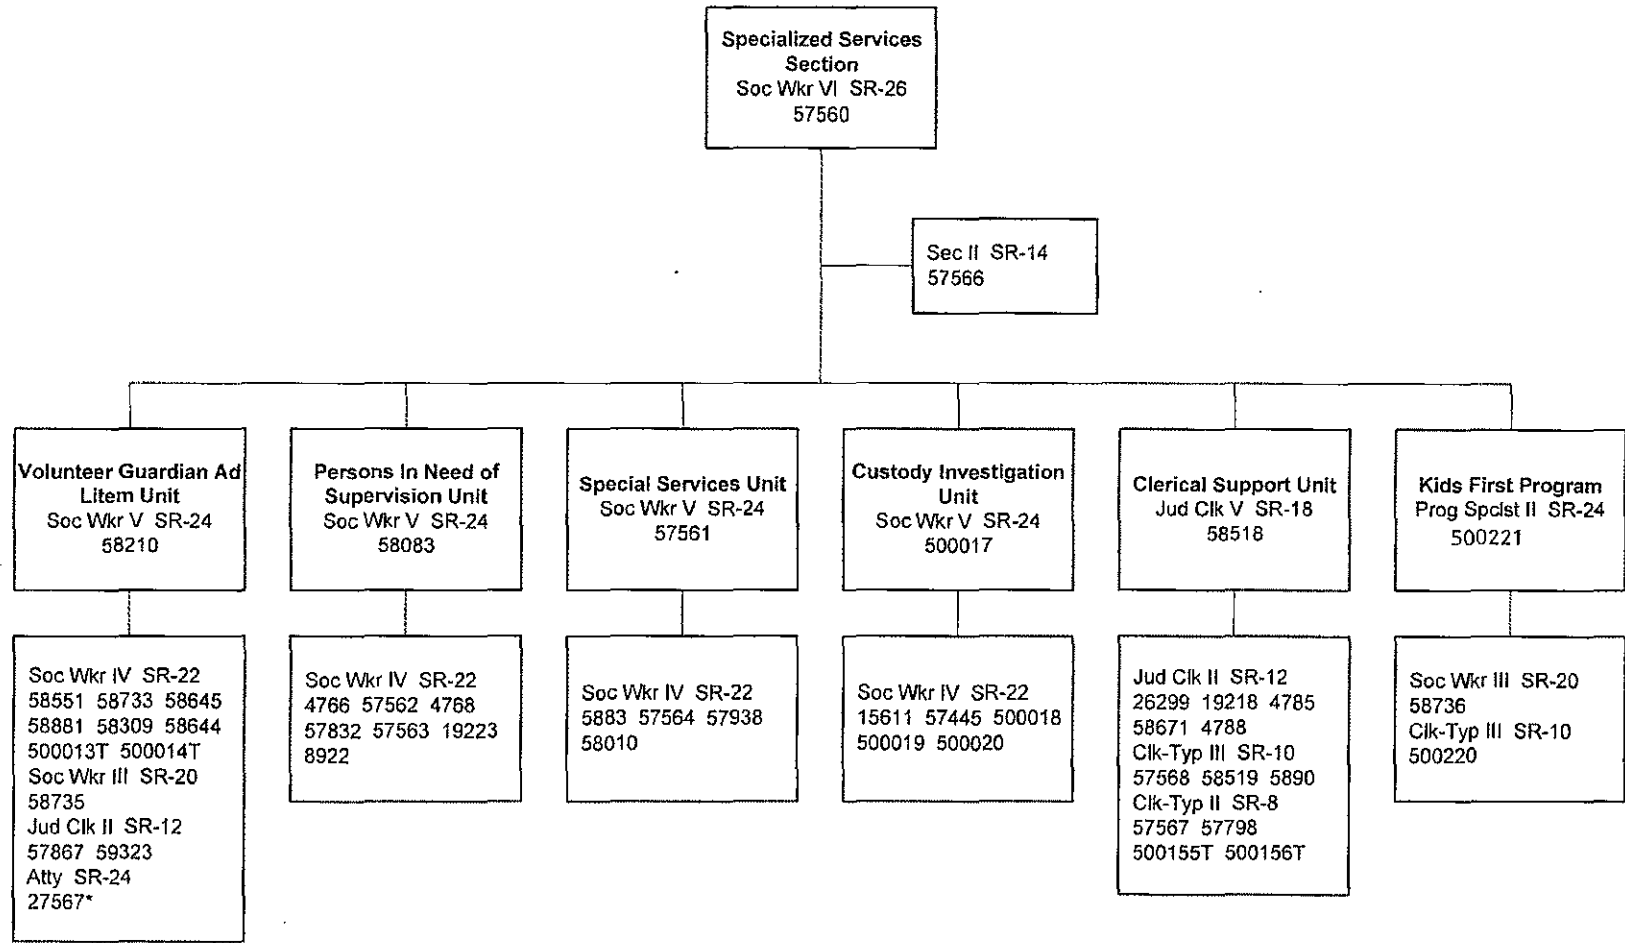 Specialized Services
Section
Soc Wkr VI SR-26
57560
Sec II SR-14
57566
Volunteer Guardian Ad
Litem Unit
Soc Wkr V SR-24
58210
Persons In Need of
Supervision Unit
Soc Wkr V SR-24
58083
Special Services Unit
Soc Wkr V SR-24
57561
Custody Investigation
Unit
Soc Wkr V SR-24
500017
Clerical Support Unit
Jud Clk V SR-18
58518
Kids First Program
Prog Spclst II SR-24
500221
Soc Wkr IV SR-22
58551 58733 58645
58881 58309 58644
500013T 500014T
Soc Wkr III SR-20
58735
Jud Clk II SR-12
57867 59323
Atty SR-24
27567*
Soc Wkr IV SR-22
4766 57562 4768
57832 57563 19223
8922
Soc Wkr IV SR-22
5883 57564 57938
58010
Soc Wkr IV SR-22
15611 57445 500018
500019 500020
Jud Clk II SR-12
26299 19218 4785
58671 4788
Clk-Typ III SR-10
57568 58519 5890
Clk-Typ II SR-8
57567 57798
500155T 500156T
Soc Wkr III SR-20
58736
Clk-Typ III SR-10
500220